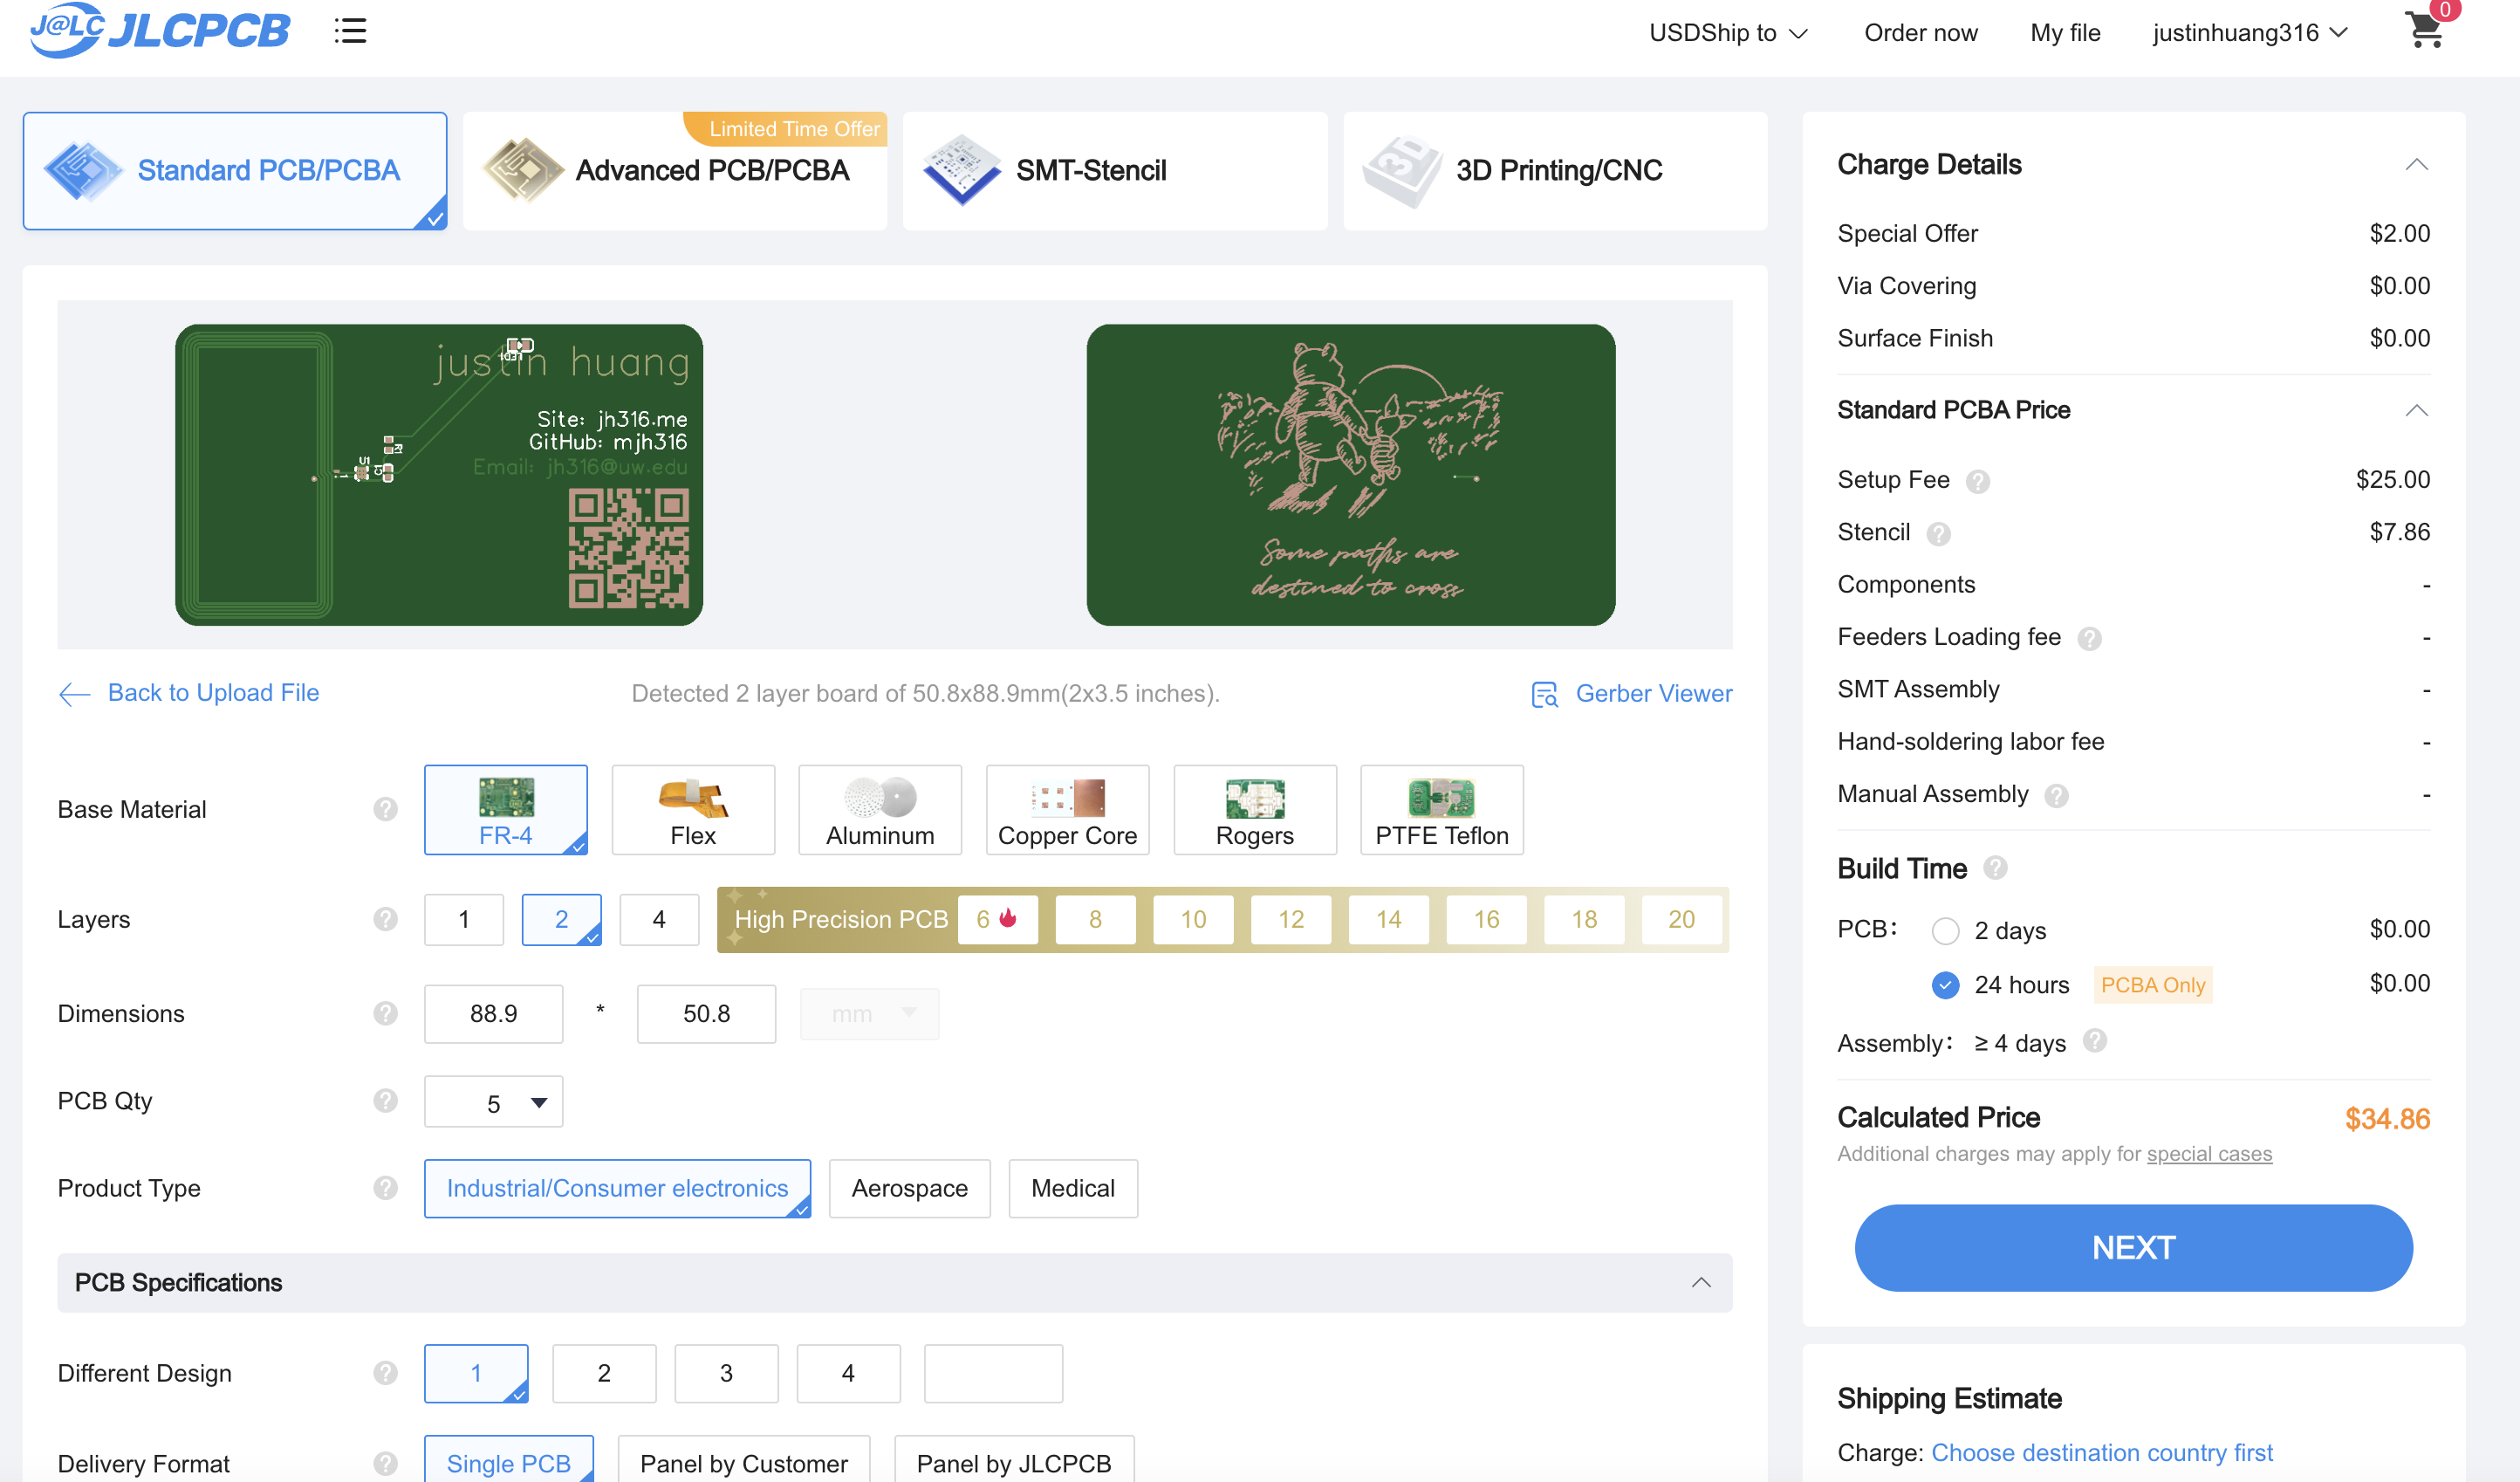 J@LC JLCPCB
USDShip to
Order now
My file
justinhuang316
0
Standard PCB/PCBA
Limited Time Offer
Advanced PCB/PCBA
SMT-Stencil
3D
3D Printing/CNC
justin huang
LED1
Site: jh316.me
GitHub: mjh316
Email: jh316@uw.edu
U1
C1
R1
Some paths are
destined to cross
Back to Upload File
Detected 2 layer board of 50.8x88.9mm(2x3.5 inches).
Gerber Viewer
Base Material
?
FR-4
Flex
Aluminum
Copper Core
Rogers
PTFE Teflon
Layers
?
1
2
4
High Precision PCB
6
8
10
12
14
16
18
20
Dimensions
?
88.9
*
50.8
mm
PCB Qty
?
5
Product Type
?
Industrial/Consumer electronics
Aerospace
Medical
PCB Specifications
Different Design
?
1
2
3
4
Delivery Format
?
Single PCB
Panel by Customer
Panel by JLCPCB
Charge Details
Special Offer $2.00
Via Covering $0.00
Surface Finish $0.00
Standard PCBA Price
Setup Fee ? $25.00
Stencil ? $7.86
Components -
Feeders Loading fee ? -
SMT Assembly -
Hand-soldering labor fee -
Manual Assembly ? -
Build Time ?
PCB: 2 days $0.00
24 hours PCBA Only $0.00
Assembly: ≥ 4 days ?
Calculated Price $34.86
Additional charges may apply for special cases
NEXT
Shipping Estimate
Charge: Choose destination country first